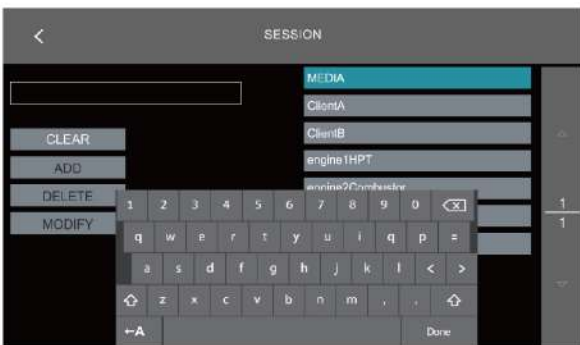 SESSION
MEDIA
ClientA
ClientB
CLEAR
engine1HPT
ADD
engine2Combustor
DELETE
MODIFY
1
1
1 2 3 4 5 6 7 8 9 0
q w e r t y u i q p =
a s d f g h j k l < >
z x c v b n m , .
←A Done